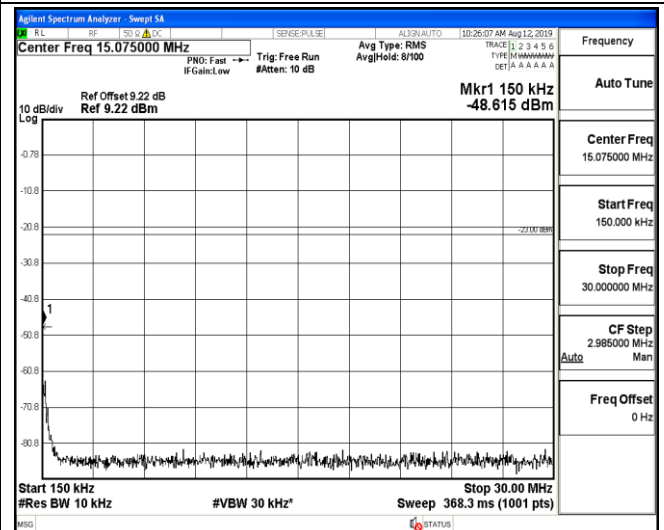 Agilent Spectrum Analyzer - Swept SA
RL RF 50 Ω DC SENSE:PULSE ALIGN AUTO 10:26:07 AM Aug 12, 2019
Center Freq 15.075000 MHz
PNO: Fast Trig: Free Run
IFGain:Low #Atten: 10 dB
Avg Type: RMS
Avg|Hold: 8/100
TRACE 1 2 3 4 5 6
TYPE M WWWWW
DET A A A A A A
Frequency
Mkr1 150 kHz
-48.615 dBm
Ref Offset 9.22 dB
10 dB/div Ref 9.22 dBm
Log
-0.78
-10.8
-20.8
-23.00 dBm
-30.8
-40.8
1
-50.8
-60.8
-70.8
-80.8
Start 150 kHz Stop 30.00 MHz
#Res BW 10 kHz #VBW 30 kHz* Sweep 368.3 ms (1001 pts)
MSG STATUS
Auto Tune
Center Freq
15.075000 MHz
Start Freq
150.000 kHz
Stop Freq
30.000000 MHz
CF Step
2.985000 MHz
Auto Man
Freq Offset
0 Hz